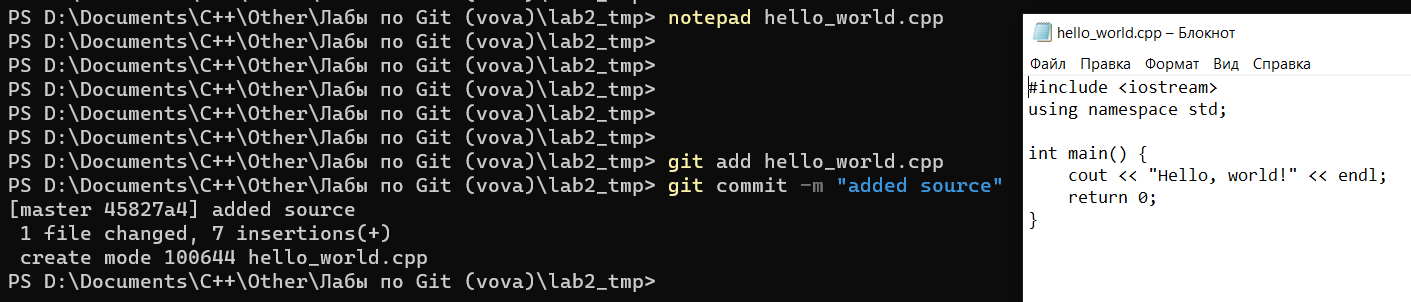 PS D:\Documents\C++\Other\Лабы по Git (vova)\lab2_tmp> notepad hello_world.cpp
PS D:\Documents\C++\Other\Лабы по Git (vova)\lab2_tmp>
PS D:\Documents\C++\Other\Лабы по Git (vova)\lab2_tmp>
PS D:\Documents\C++\Other\Лабы по Git (vova)\lab2_tmp>
PS D:\Documents\C++\Other\Лабы по Git (vova)\lab2_tmp>
PS D:\Documents\C++\Other\Лабы по Git (vova)\lab2_tmp>
PS D:\Documents\C++\Other\Лабы по Git (vova)\lab2_tmp> git add hello_world.cpp
PS D:\Documents\C++\Other\Лабы по Git (vova)\lab2_tmp> git commit -m "added source"
[master 45827a4] added source
 1 file changed, 7 insertions(+)
 create mode 100644 hello_world.cpp
PS D:\Documents\C++\Other\Лабы по Git (vova)\lab2_tmp>
hello_world.cpp – Блокнот
Файл Правка Формат Вид Справка
#include <iostream>
using namespace std;
int main() {
    cout << "Hello, world!" << endl;
    return 0;
}